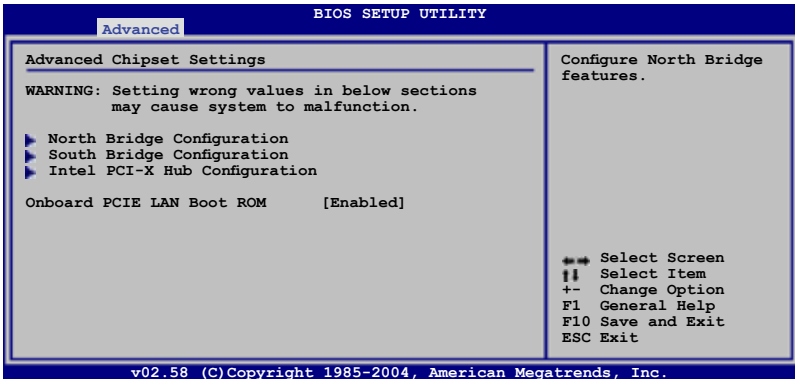 BIOS SETUP UTILITY
Advanced
Advanced Chipset Settings
WARNING: Setting wrong values in below sections
may cause system to malfunction.
North Bridge Configuration
South Bridge Configuration
Intel PCI-X Hub Configuration
Onboard PCIE LAN Boot ROM [Enabled]
Configure North Bridge
features.
Select Screen
Select Item
+- Change Option
F1 General Help
F10 Save and Exit
ESC Exit
v02.58 (C)Copyright 1985-2004, American Megatrends, Inc.